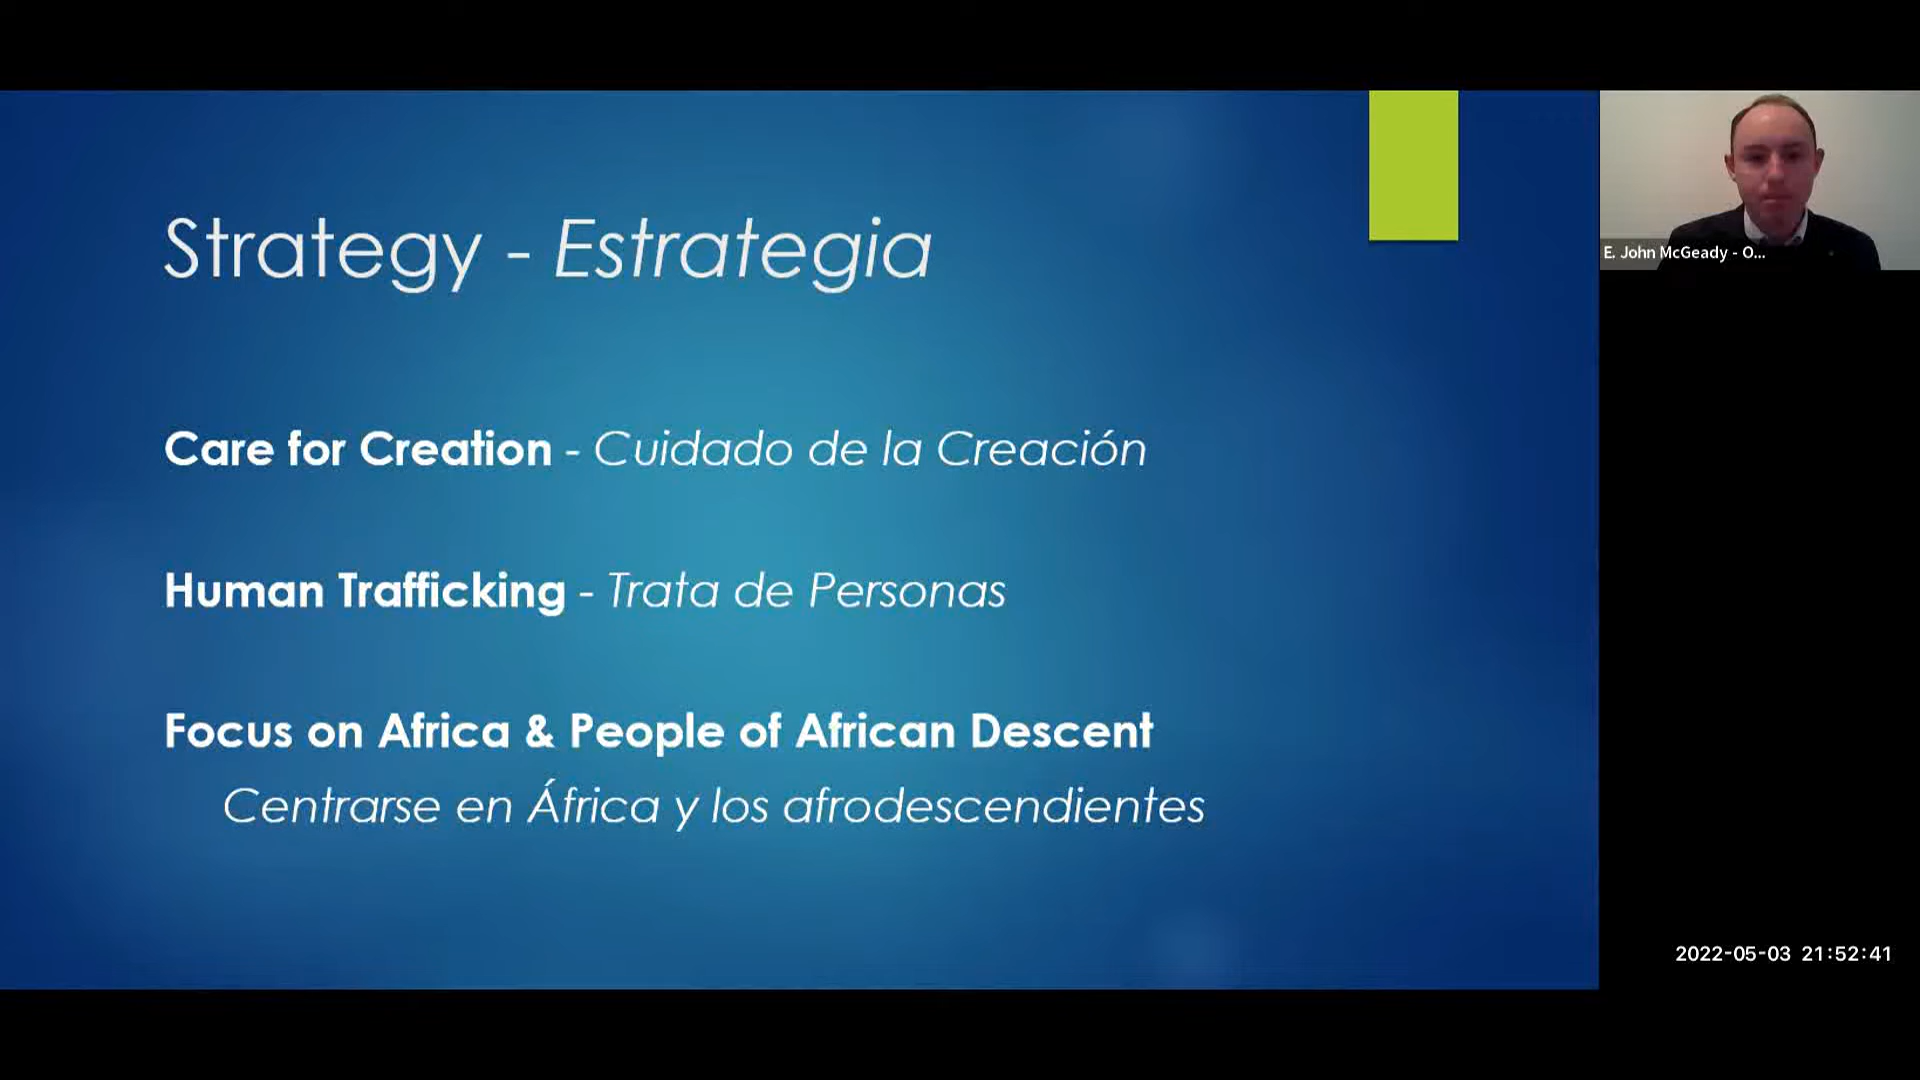 Strategy - Estrategia
Care for Creation - Cuidado de la Creación
Human Trafficking - Trata de Personas
Focus on Africa & People of African Descent
Centrarse en África y los afrodescendientes
E. John McGeady - O...
2022-05-03 21:52:41